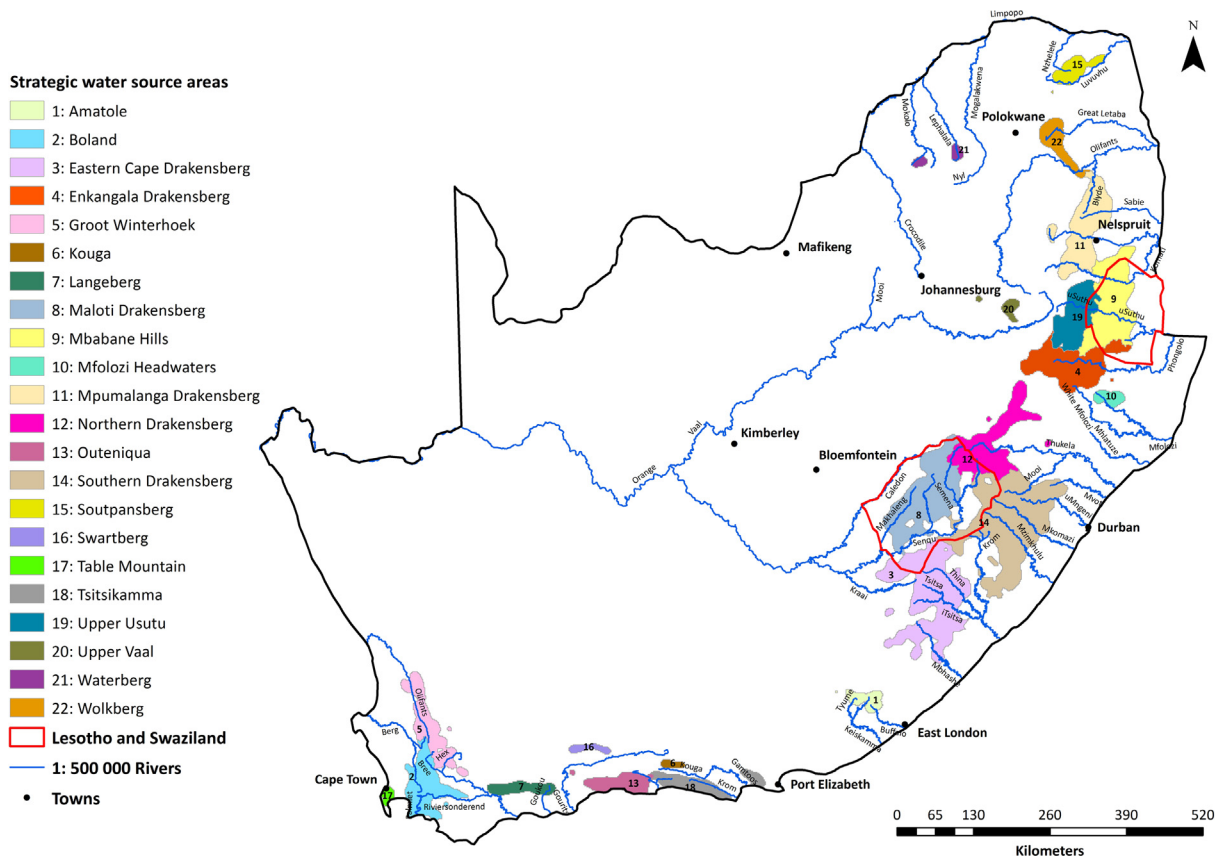 Strategic water source areas
1: Amatole
2: Boland
3: Eastern Cape Drakensberg
4: Enkangala Drakensberg
5: Groot Winterhoek
6: Kouga
7: Langeberg
8: Maloti Drakensberg
9: Mbabane Hills
10: Mfolozi Headwaters
11: Mpumalanga Drakensberg
12: Northern Drakensberg
13: Outeniqua
14: Southern Drakensberg
15: Soutpansberg
16: Swartberg
17: Table Mountain
18: Tsitsikamma
19: Upper Usutu
20: Upper Vaal
21: Waterberg
22: Wolkberg
Lesotho and Swaziland
1: 500 000 Rivers
Towns
N
Limpopo
Nzhelele
15
Luvuvhu
Mogalakwena
Mokolo
Lephalala
Polokwane
Great Letaba
22
Olifants
21
Nyl
Blyde
Sabie
Nelspruit
Crocodile
Mafikeng
11
Komati
Mooi
Johannesburg
uSuthu
9
20
19
uSuthu
Phongolo
4
White Mfolozi
10
Mhlatuze
Mfolozi
Vaal
Kimberley
Bloemfontein
Thukela
12
Orange
Caledon
Mooi
Semena
Mvoti
Makhaleng
uMngeni
8
14
Durban
Mkomazi
Senqu
Krom
Mzimkhulu
3
Thina
Tsitsa
Kraai
iTsitsa
Mbhashe
Olifants
Tyume
1
5
Berg
Buffalo
East London
Keiskamma
Hex
16
Bree
6
Kouga
Gamtoos
Cape Town
2
7
Goukou
Gourits
13
Krom
18
Port Elizabeth
17
Riviersonderend
0 65 130 260 390 520
Kilometers